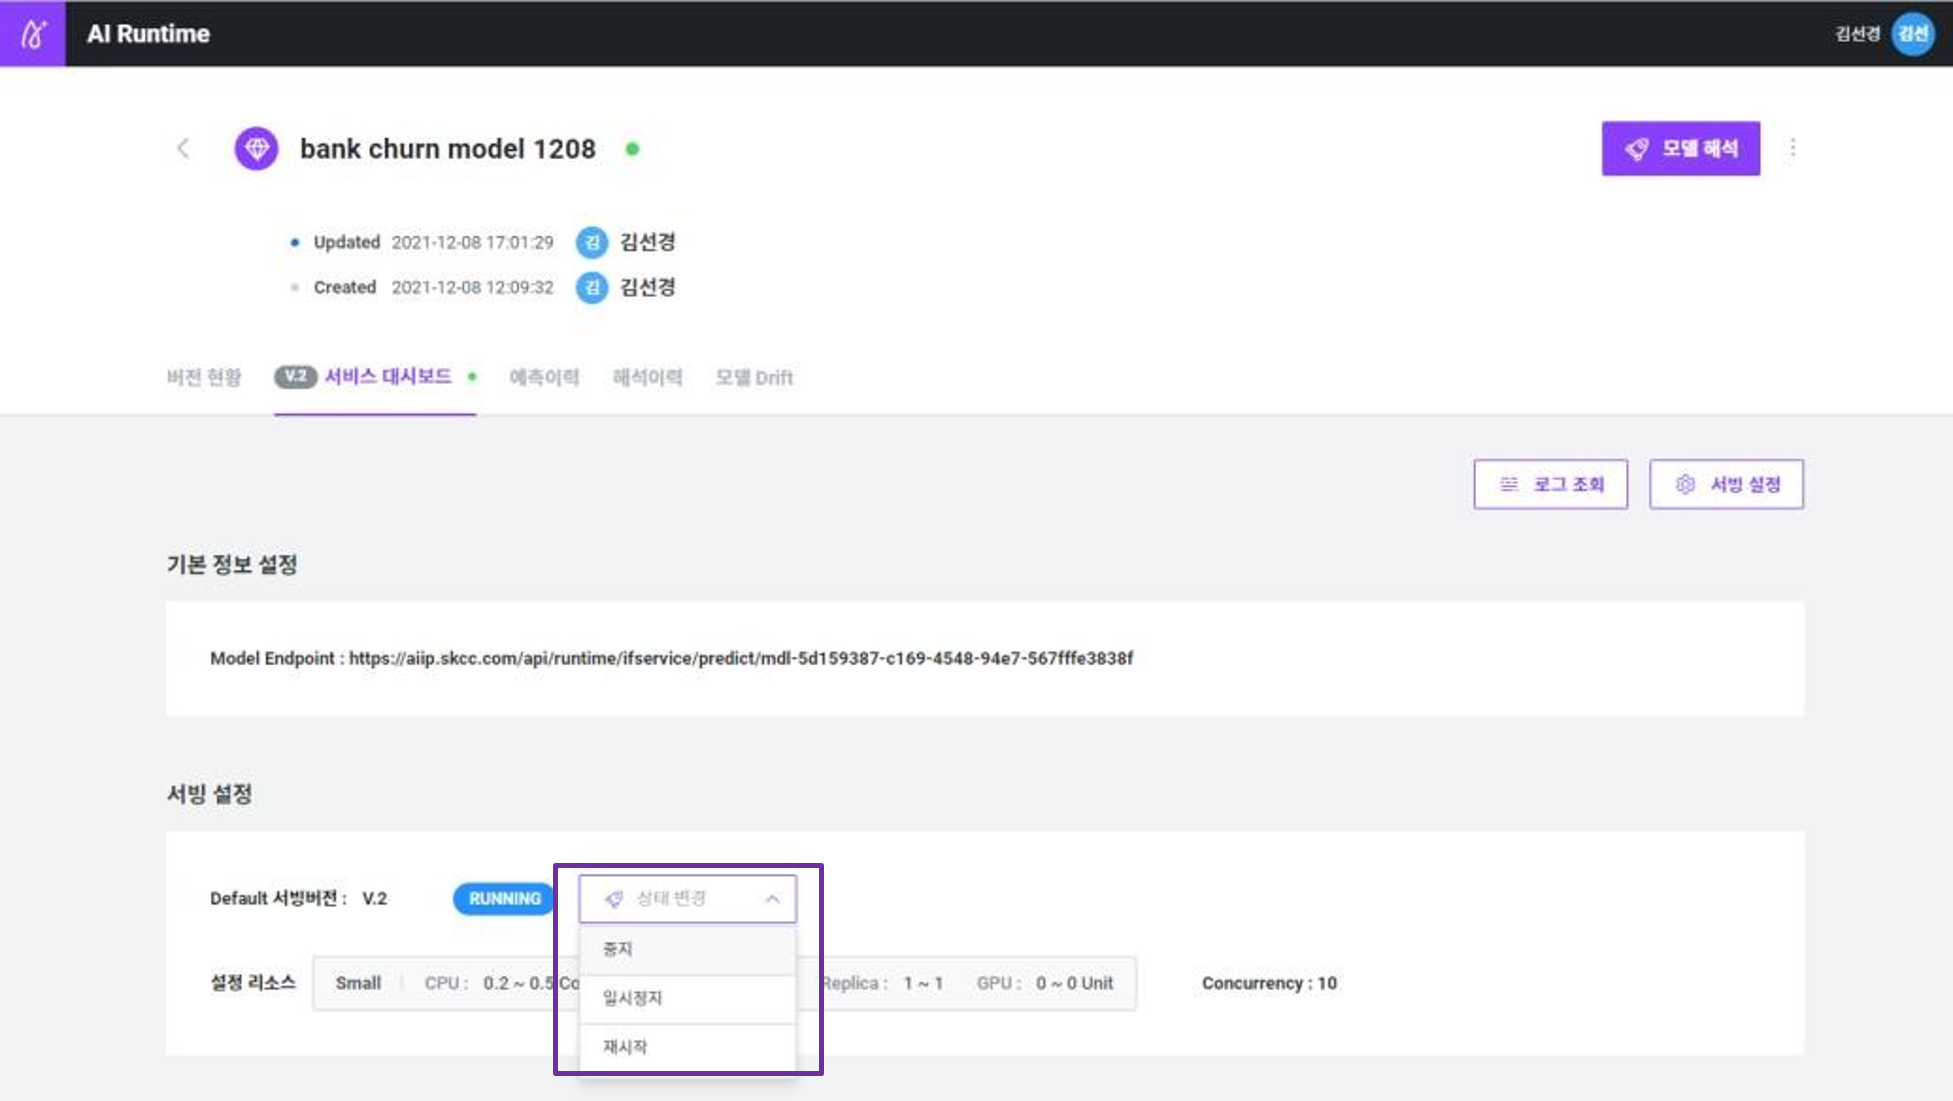 AI Runtime
김선경 김선
bank churn model 1208
모델 해석
Updated 2021-12-08 17:01:29 김 김선경
Created 2021-12-08 12:09:32 김 김선경
버전 현황 V.2 서비스 대시보드 예측이력 해석이력 모델 Drift
로그 조회 서빙 설정
기본 정보 설정
Model Endpoint : https://aiip.skcc.com/api/runtime/ifservice/predict/mdl-5d159387-c169-4548-94e7-567fffe3838f
서빙 설정
Default 서빙버전 : V.2 RUNNING 상태 변경
중지
설정 리소스 Small CPU : 0.2 ~ 0.5 Co Replica : 1 ~ 1 GPU : 0 ~ 0 Unit Concurrency : 10
일시정지
재시작